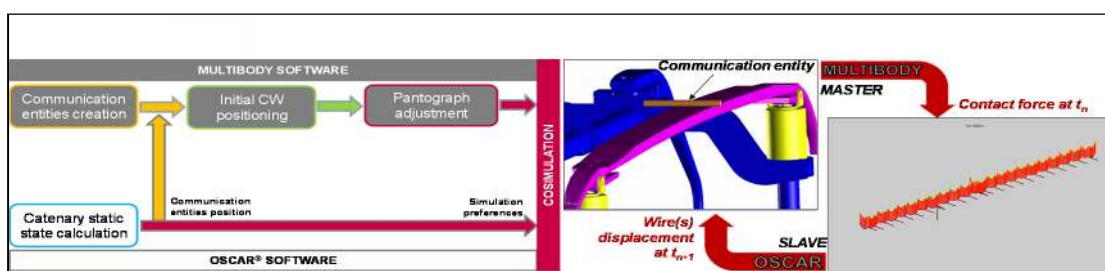 MULTIBODY SOFTWARE
Communication
entities creation
Initial CW
positioning
Pantograph
adjustment
Communication
entities position
Simulation
preferences
Catenary static
state calculation
OSCAR® SOFTWARE
COSIMULATION
Communication entity
MULTIBODY
MASTER
Contact force at tn
Wire(s)
displacement
at tn-1
SLAVE
OSCAR